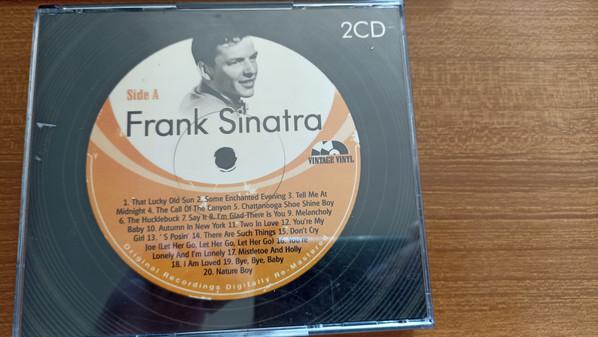 2CD
Side A
Frank Sinatra
VINTAGE VINYL
1. That Lucky Old Sun 2. Some Enchanted Evening 3. Tell Me At
Midnight 4. The Call Of The Canyon 5. Chattanooga Shoe Shine Boy
6. The Hucklebuck 7. Say It 8. I'm Glad There Is You 9. Melancholy
Baby 10. Autumn In New York 11. Two In Love 12. You're My
Girl 13. ' S Posin' 14. There Are Such Things 15. Don't Cry
Joe (Let Her Go, Let Her Go, Let Her Go) 16. You're
Lonely And I'm Lonely 17. Mistletoe And Holly
18. I Am Loved 19. Bye, Bye, Baby
20. Nature Boy
Original Recordings Digitally Re-Mastered